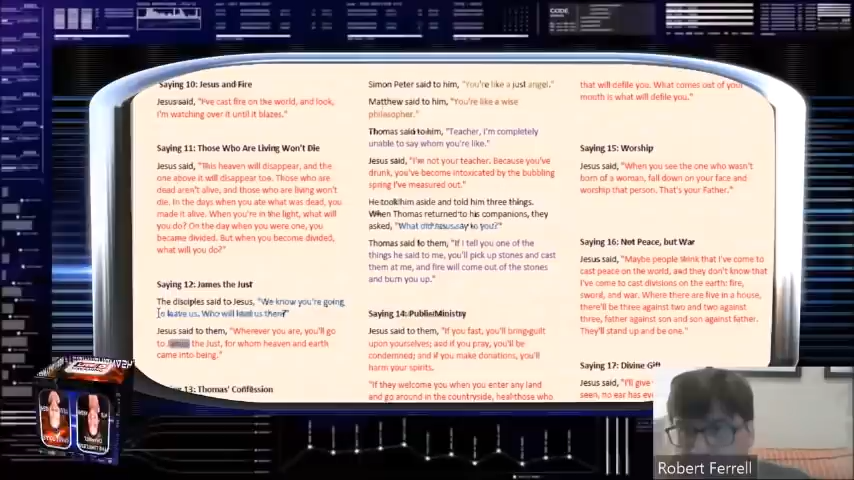 Saying 10: Jesus and Fire
Jesus said, "I've cast fire on the world, and look,
I'm watching over it until it blazes."
Saying 11: Those Who Are Living Won't Die
Jesus said, "This heaven will disappear, and the
one above it will disappear too. Those who are
dead aren't alive, and those who are living won't
die. In the days when you ate what was dead, you
made it alive. When you're in the light, what will
you do? On the day when you were one, you
became divided. But when you become divided,
what will you do?"
Saying 12: James the Just
The disciples said to Jesus, "We know you're going
to leave us. Who will lead us then?"
Jesus said to them, "Wherever you are, you'll go
to James the Just, for whom heaven and earth
came into being."
Saying 13: Thomas' Confession
Simon Peter said to him, "You're like a just angel."
Matthew said to him, "You're like a wise
philosopher."
Thomas said to him, "Teacher, I'm completely
unable to say whom you're like."
Jesus said, "I'm not your teacher. Because you've
drunk, you've become intoxicated by the bubbling
spring I've measured out."
He took him aside and told him three things.
When Thomas returned to his companions, they
asked, "What did Jesus say to you?"
Thomas said to them, "If I tell you one of the
things he said to me, you'll pick up stones and cast
them at me, and fire will come out of the stones
and burn you up."
Saying 14: Public Ministry
Jesus said to them, "If you fast, you'll bring guilt
upon yourselves; and if you pray, you'll be
condemned; and if you make donations, you'll
harm your spirits.
"If they welcome you when you enter any land
and go around in the countryside, heal those who
that will defile you. What comes out of your
mouth is what will defile you."
Saying 15: Worship
Jesus said, "When you see the one who wasn't
born of a woman, fall down on your face and
worship that person. That's your Father."
Saying 16: Not Peace, but War
Jesus said, "Maybe people think that I've come to
cast peace on the world, and they don't know that
I've come to cast divisions on the earth: fire,
sword, and war. Where there are five in a house,
there'll be three against two and two against
three, father against son and son against father.
They'll stand up and be one."
Saying 17: Divine Gift
Jesus said, "I'll give
seen, no ear has
Robert Ferrell